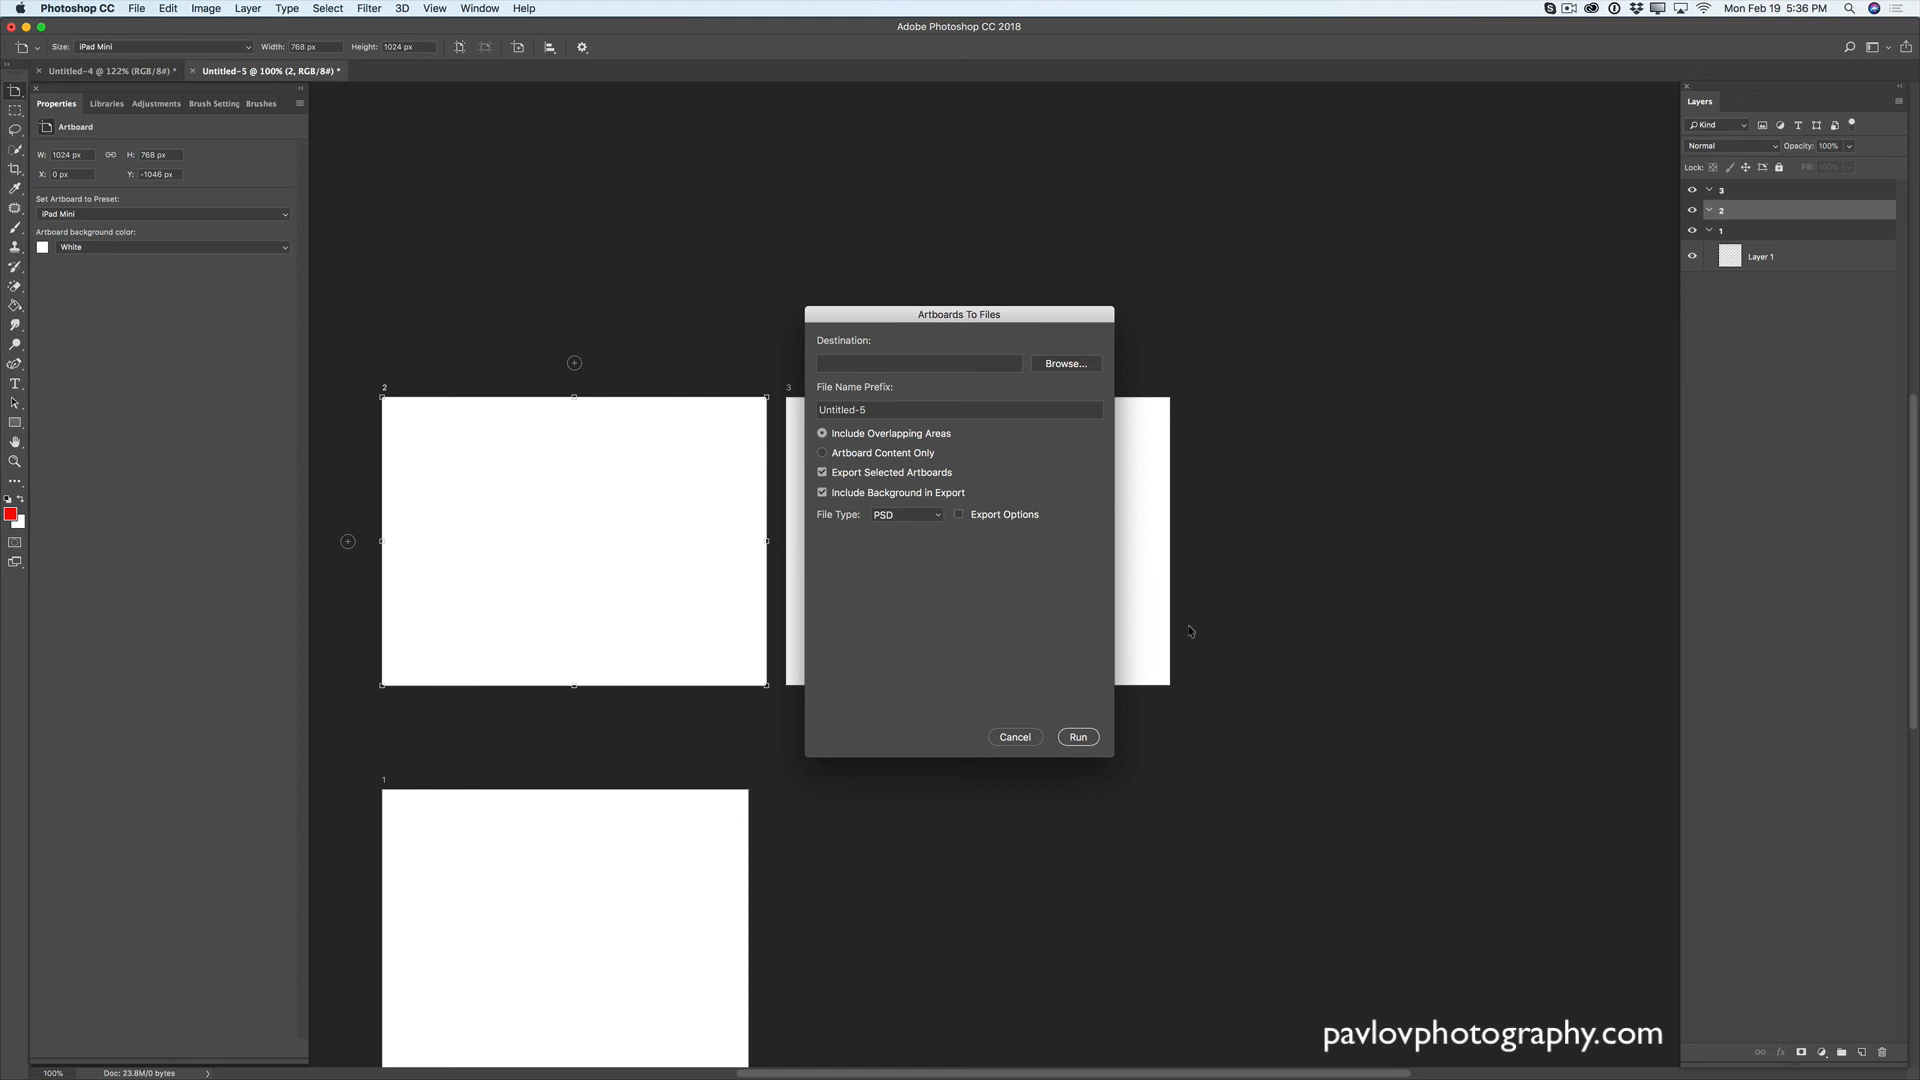 Photoshop CC File Edit Image Layer Type Select Filter 3D View Window Help Mon Feb 19 5:36 PM
Adobe Photoshop CC 2018
Size: iPad Mini Width: 768 px Height: 1024 px
Untitled-4 @ 122% (RGB/8#) * Untitled-5 @ 100% (2, RGB/8#) *
Properties Libraries Adjustments Brush Setting Brushes
Artboard
W: 1024 px H: 768 px
X: 0 px Y: -1046 px
Set Artboard to Preset:
iPad Mini
Artboard background color:
White
2
3
1
Artboards To Files
Destination:
Browse...
File Name Prefix:
Untitled-5
Include Overlapping Areas
Artboard Content Only
Export Selected Artboards
Include Background in Export
File Type: PSD Export Options
Cancel Run
Layers
Kind
Normal Opacity: 100%
Lock: Fill: 100%
3
2
1
Layer 1
pavlovphotography.com
100% Doc: 23.8M/0 bytes